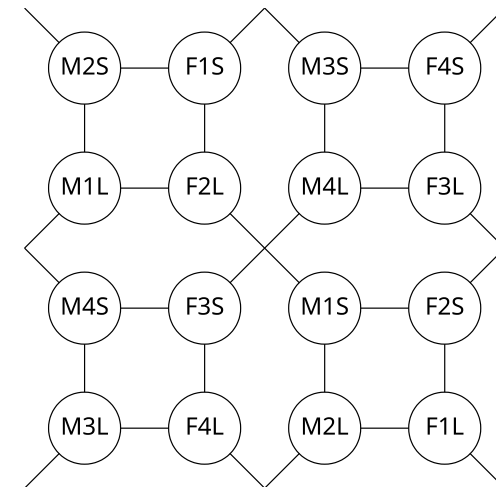 M2S F1S M3S F4S
M1L F2L M4L F3L
M4S F3S M1S F2S
M3L F4L M2L F1L